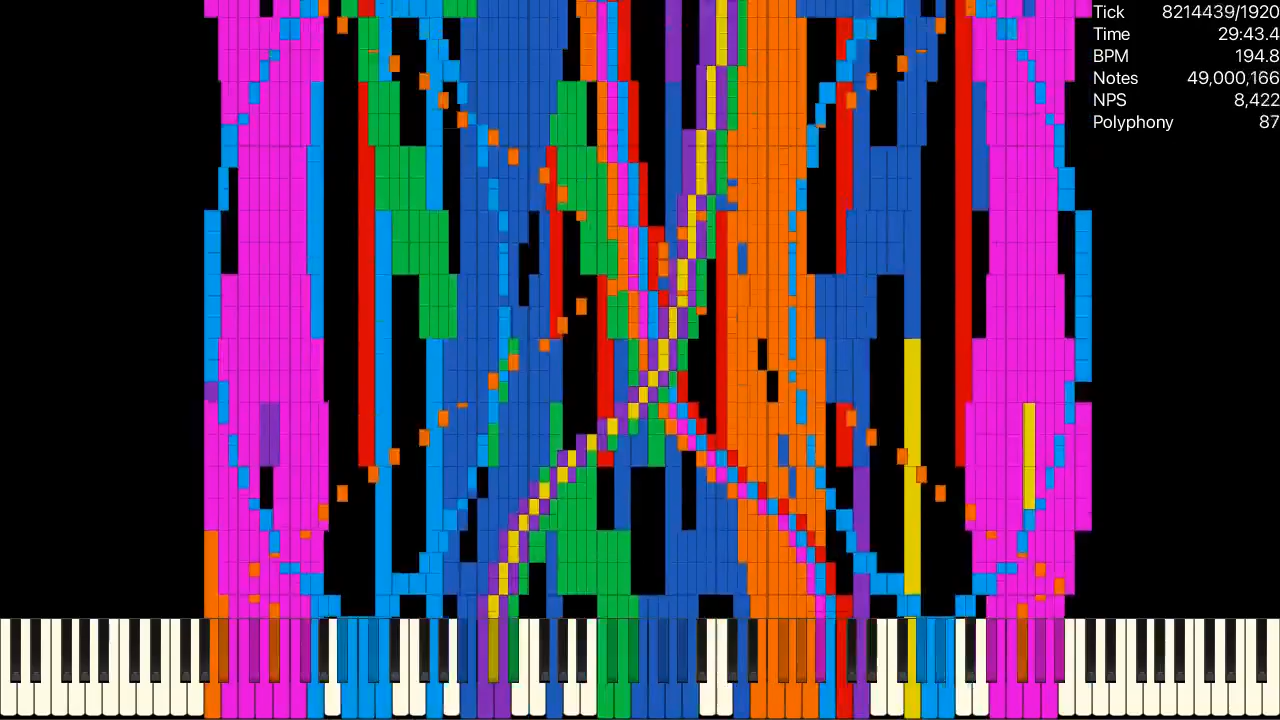 Tick 8214439/1920
Time 29:43.4
BPM 194.8
Notes 49,000,166
NPS 8,422
Polyphony 87